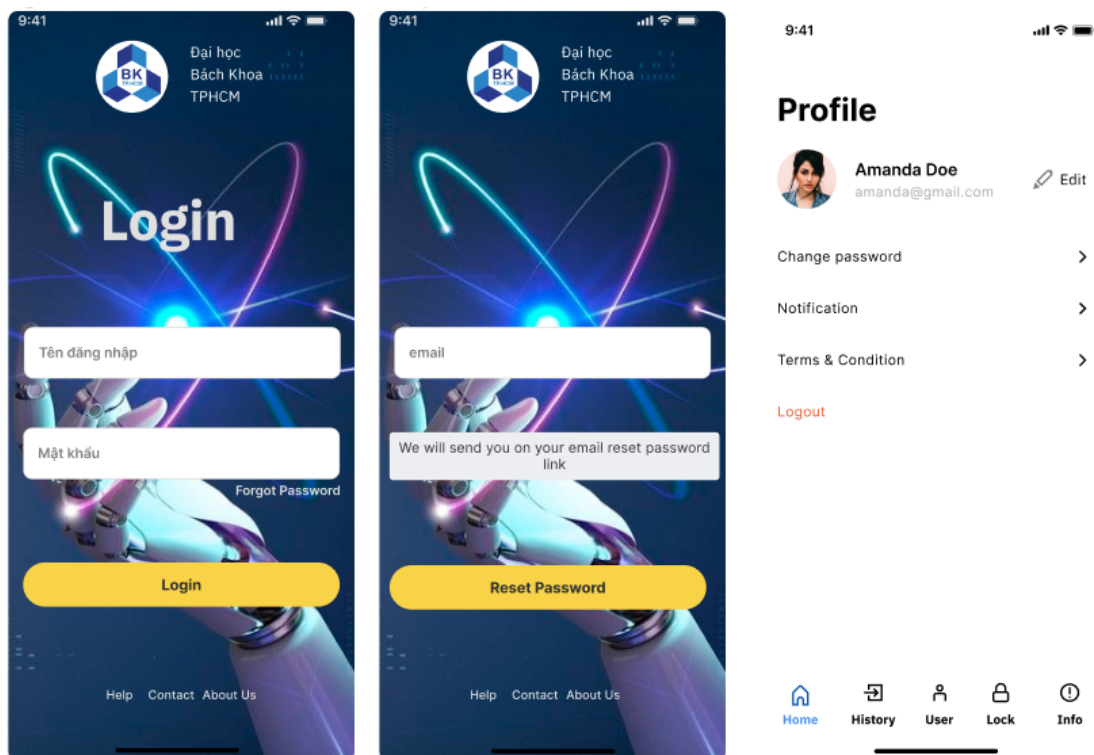 9:41
Đại học
Bách Khoa
TPHCM
BK
TPHCM
Login
Tên đăng nhập
Mật khẩu
Forgot Password
Login
Help Contact About Us
9:41
Đại học
Bách Khoa
TPHCM
BK
TPHCM
email
We will send you on your email reset password
link
Reset Password
Help Contact About Us
9:41
Profile
Amanda Doe
amanda@gmail.com
Edit
Change password
Notification
Terms & Condition
Logout
Home History User Lock Info